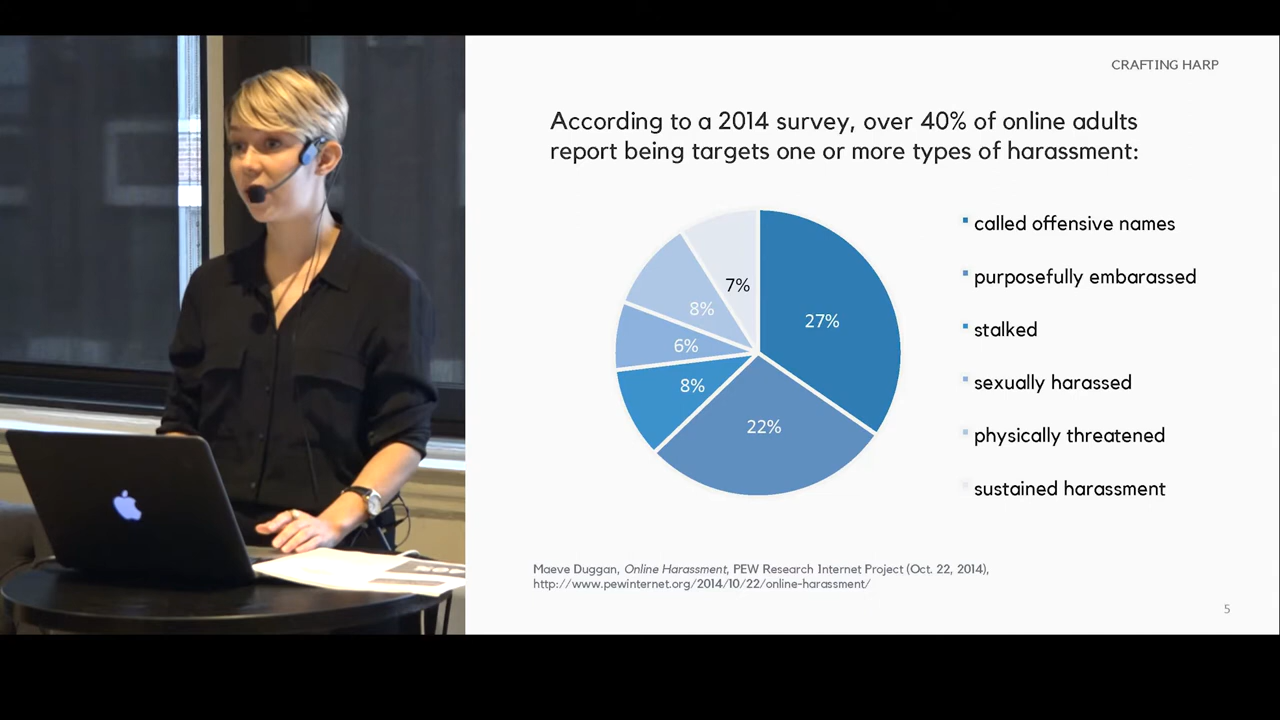 CRAFTING HARP
According to a 2014 survey, over 40% of online adults
report being targets one or more types of harassment:
27%
22%
8%
6%
8%
7%
called offensive names
purposefully embarassed
stalked
sexually harassed
physically threatened
sustained harassment
Maeve Duggan, Online Harassment, PEW Research Internet Project (Oct. 22, 2014),
http://www.pewinternet.org/2014/10/22/online-harassment/
5